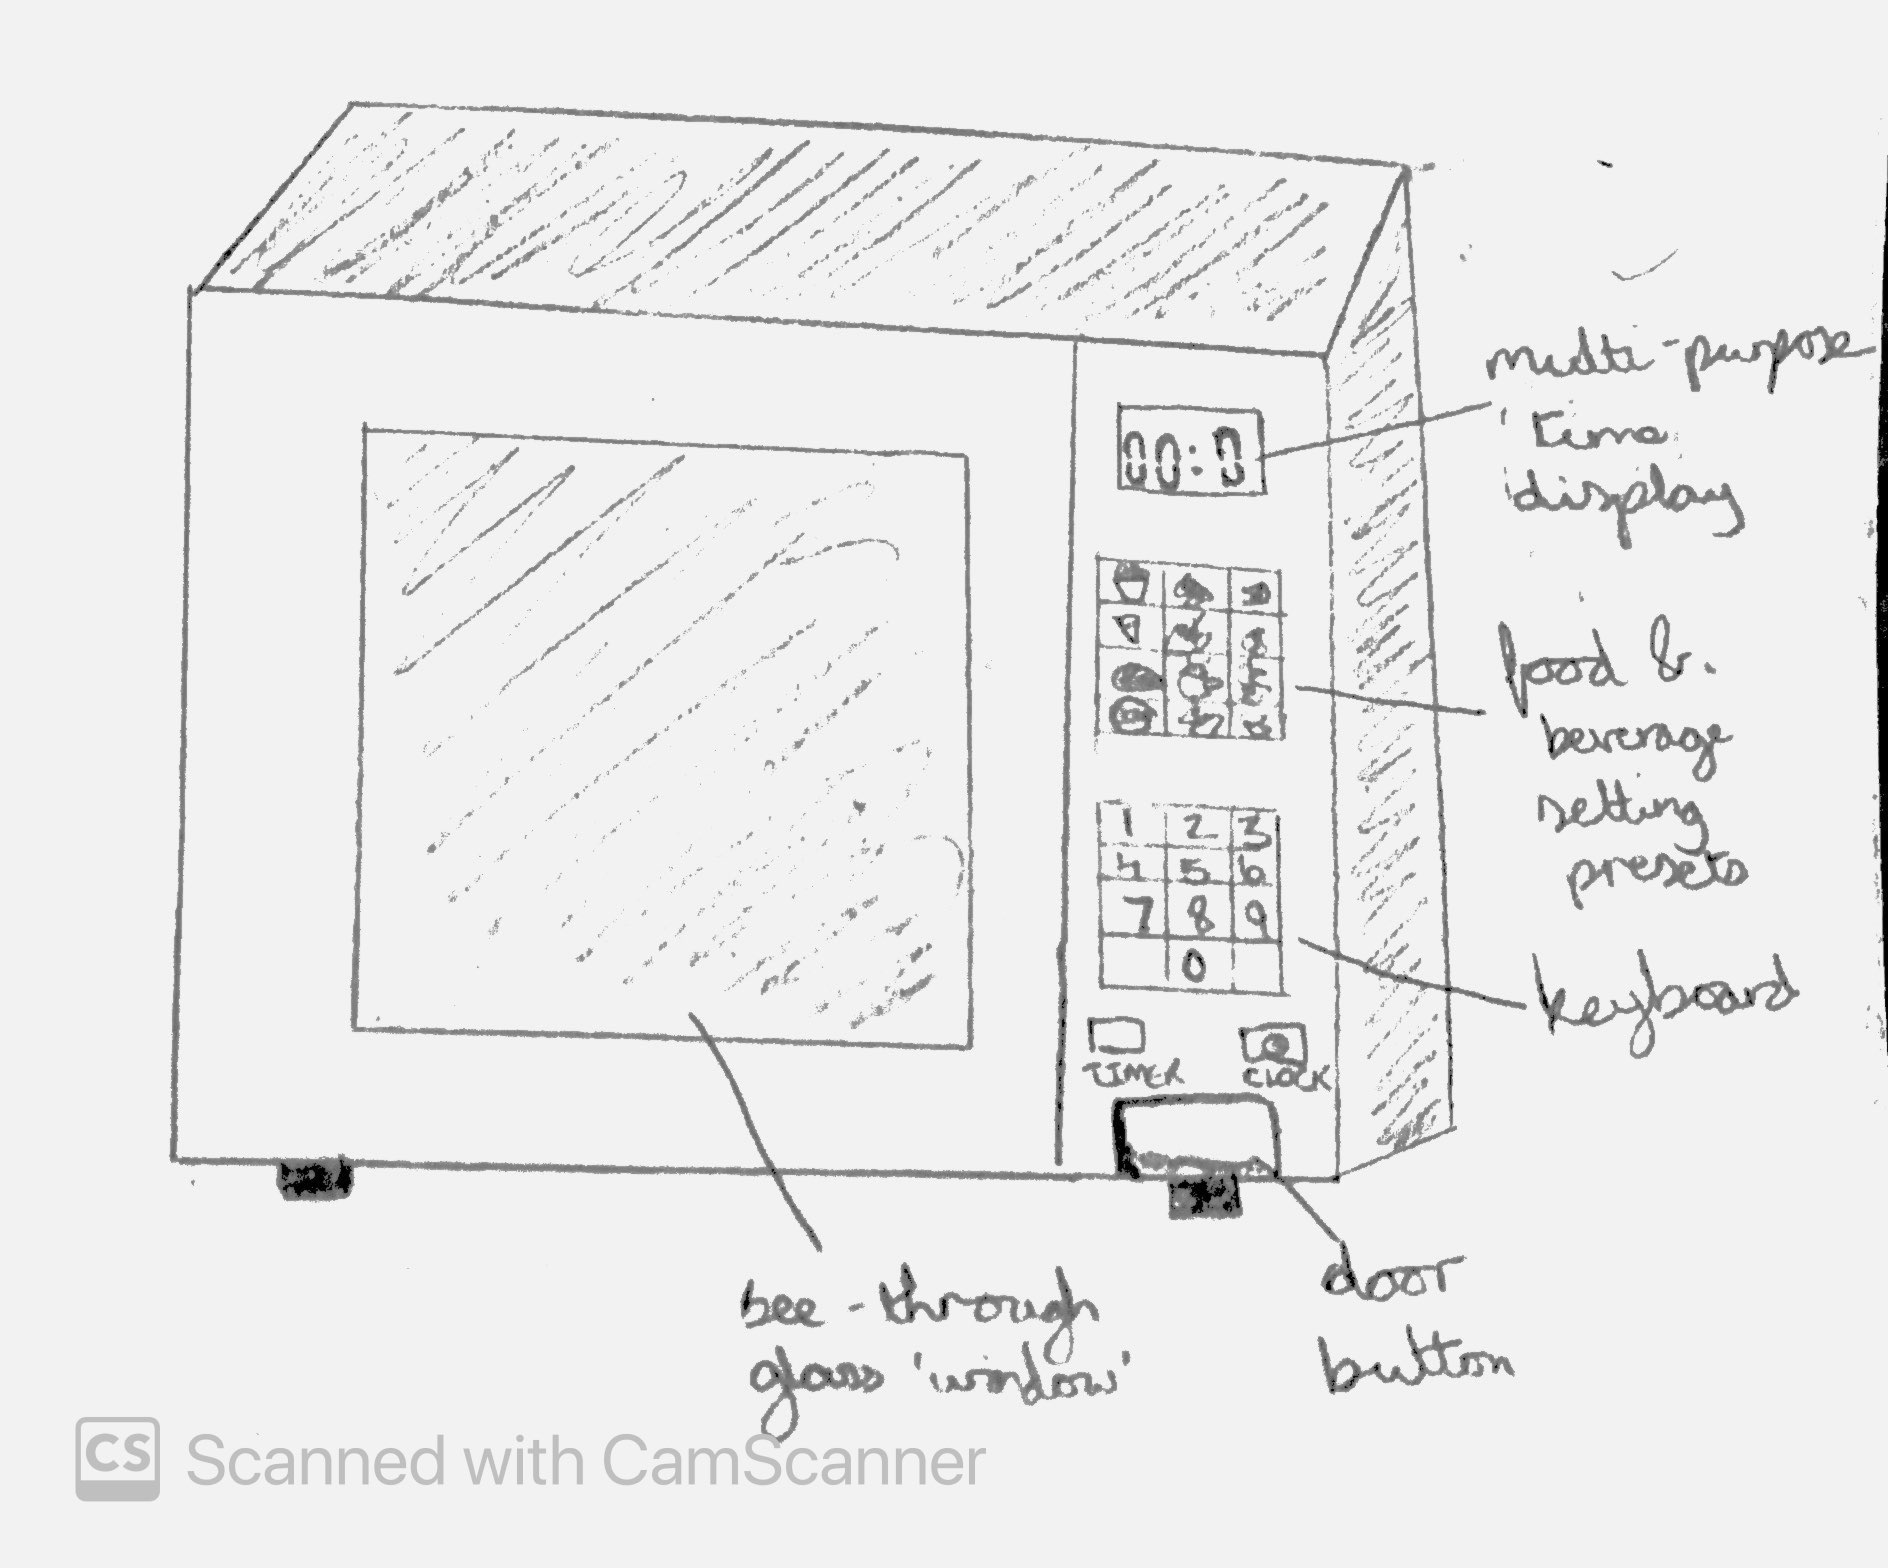 00:0
multi-purpose
time
display
food &
beverage
setting
presets
1 2 3
4 5 6
7 8 9
0
keyboard
TIMER CLOCK
door
button
see-through
glass 'window'
CS Scanned with CamScanner